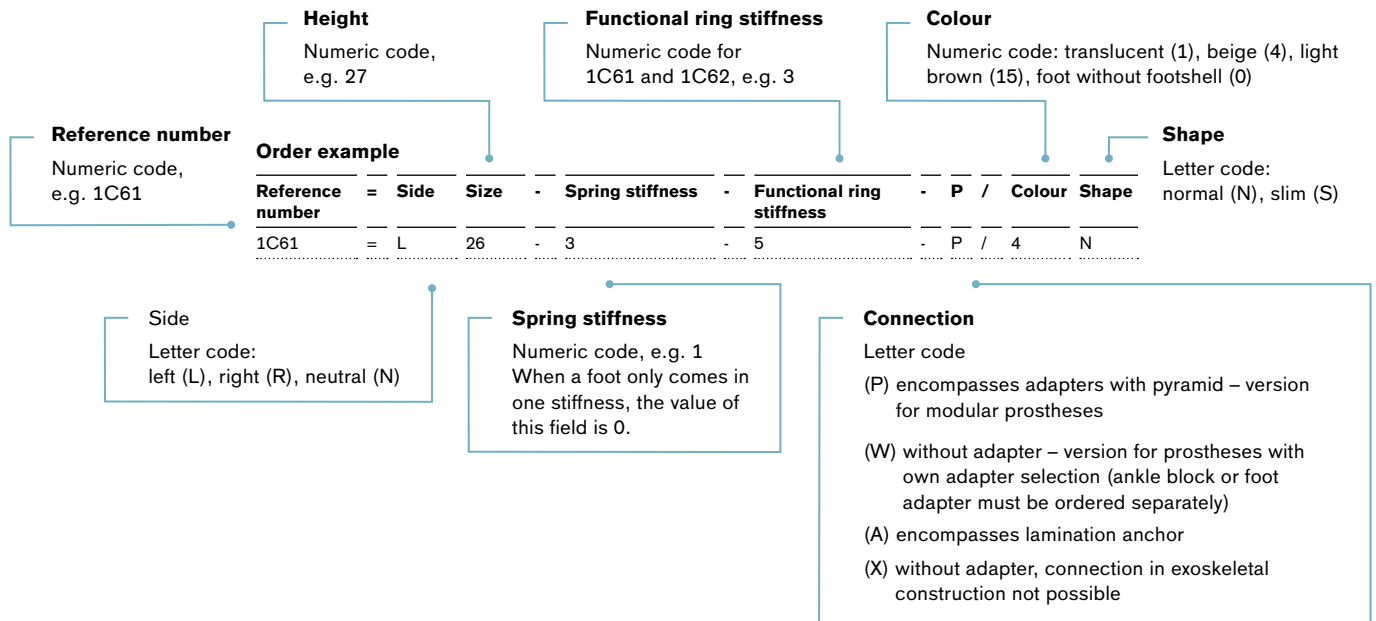 Height
Numeric code,
e.g. 27
Functional ring stiffness
Numeric code for
1C61 and 1C62, e.g. 3
Colour
Numeric code: translucent (1), beige (4), light
brown (15), foot without footshell (0)
Reference number
Numeric code,
e.g. 1C61
Shape
Letter code:
normal (N), slim (S)
Order example
Reference number = Side Size - Spring stiffness - Functional ring stiffness - P / Colour Shape
1C61 = L 26 - 3 - 5 - P / 4 N
Side
Letter code:
left (L), right (R), neutral (N)
Spring stiffness
Numeric code, e.g. 1
When a foot only comes in
one stiffness, the value of
this field is 0.
Connection
Letter code
(P) encompasses adapters with pyramid – version
for modular prostheses
(W) without adapter – version for prostheses with
own adapter selection (ankle block or foot
adapter must be ordered separately)
(A) encompasses lamination anchor
(X) without adapter, connection in exoskeletal
construction not possible